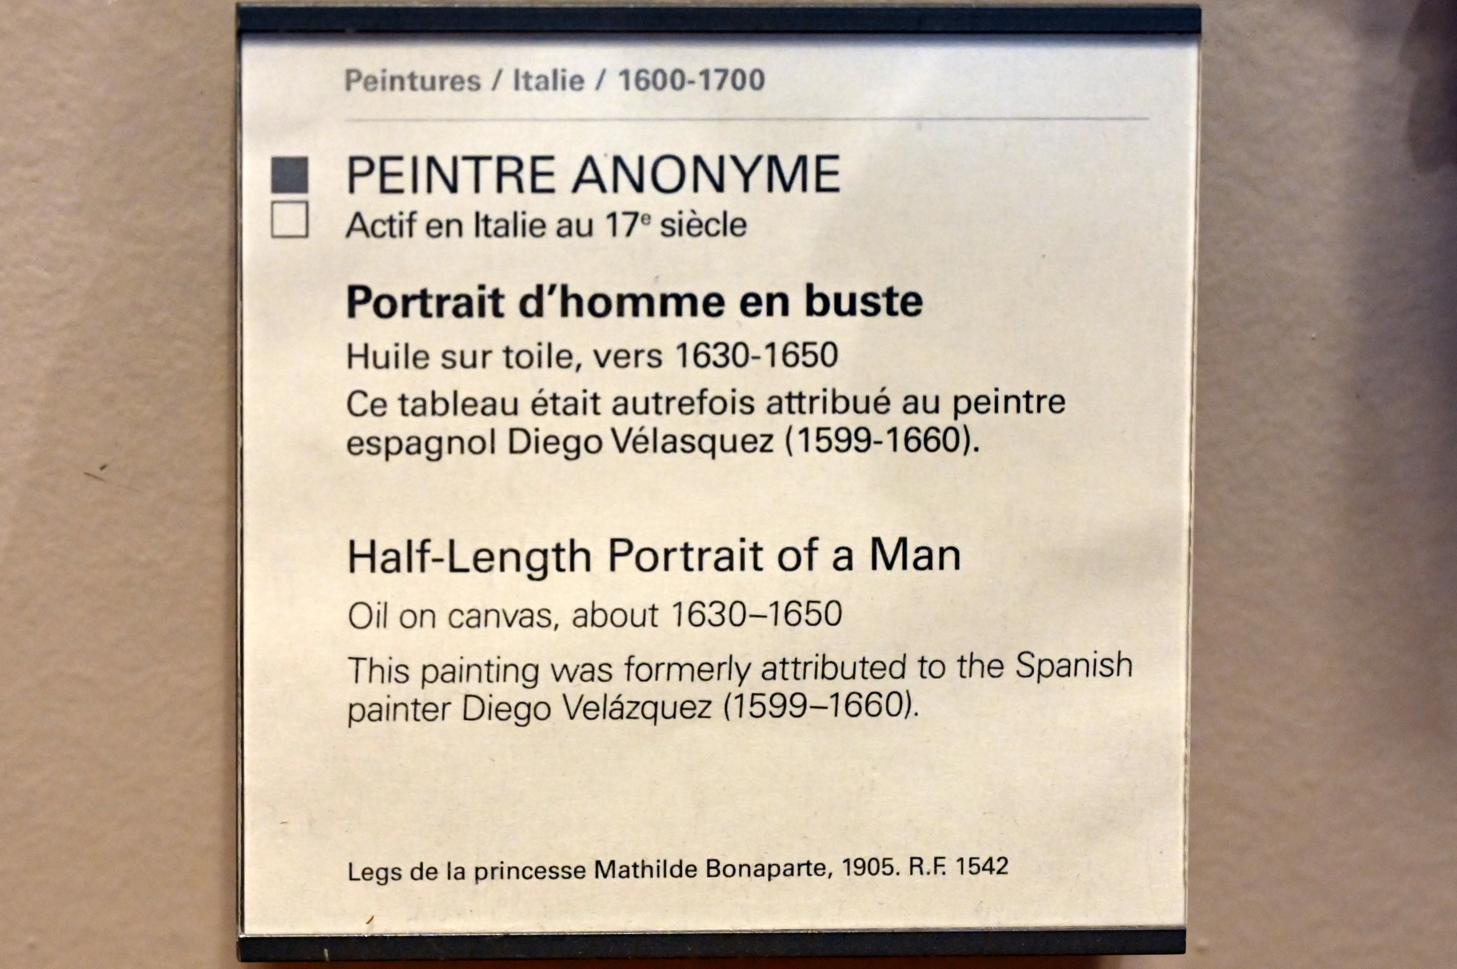 Peintures / Italie / 1600-1700
PEINTRE ANONYME
Actif en Italie au 17ᵉ siècle
Portrait d'homme en buste
Huile sur toile, vers 1630-1650
Ce tableau était autrefois attribué au peintre
espagnol Diego Vélasquez (1599-1660).
Half-Length Portrait of a Man
Oil on canvas, about 1630–1650
This painting was formerly attributed to the Spanish
painter Diego Velázquez (1599–1660).
Legs de la princesse Mathilde Bonaparte, 1905. R.F. 1542